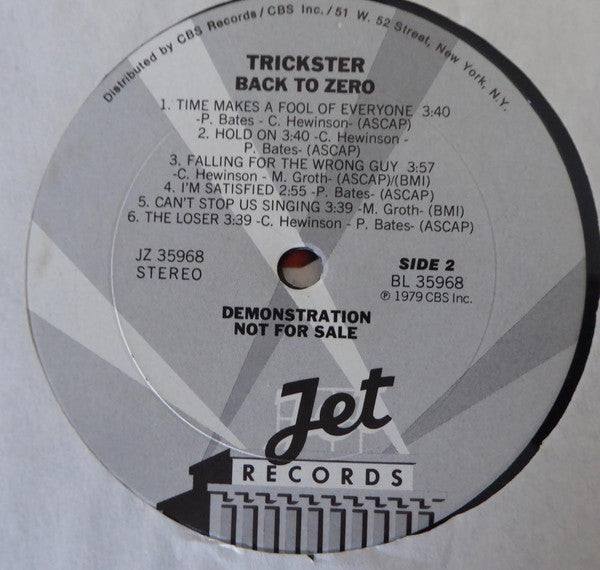 Distributed by CBS Records/CBS Inc./51 W. 52 Street, New York, N.Y.
TRICKSTER
BACK TO ZERO
1. TIME MAKES A FOOL OF EVERYONE 3:40
-P. Bates - C. Hewinson- (ASCAP)
2. HOLD ON 3:40 -C. Hewinson -
P. Bates- (ASCAP)
3. FALLING FOR THE WRONG GUY 3:57
-C. Hewinson - M. Groth- (ASCAP)/(BMI)
4. I'M SATISFIED 2:55 -P. Bates- (ASCAP)
5. CAN'T STOP US SINGING 3:39 -M. Groth- (BMI)
6. THE LOSER 3:39 -C. Hewinson - P. Bates- (ASCAP)
JZ 35968
STEREO
SIDE 2
BL 35968
℗ 1979 CBS Inc.
DEMONSTRATION
NOT FOR SALE
Jet
RECORDS